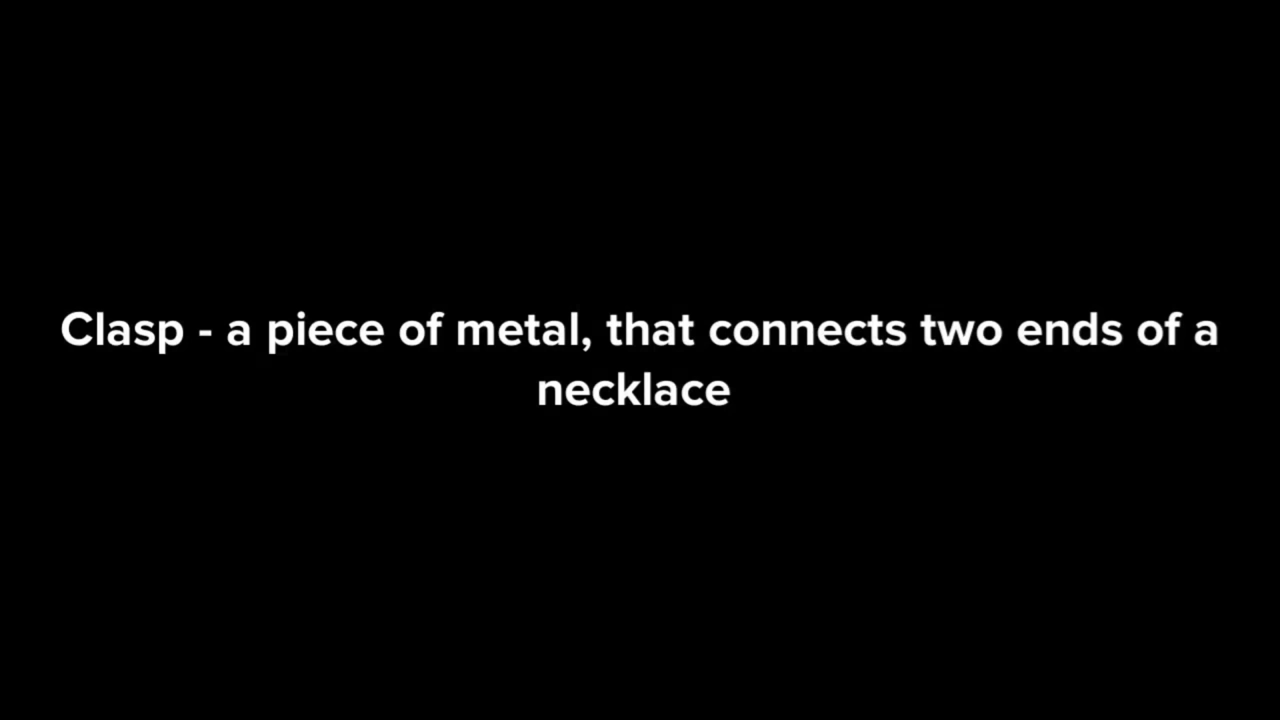 Clasp - a piece of metal, that connects two ends of a
necklace